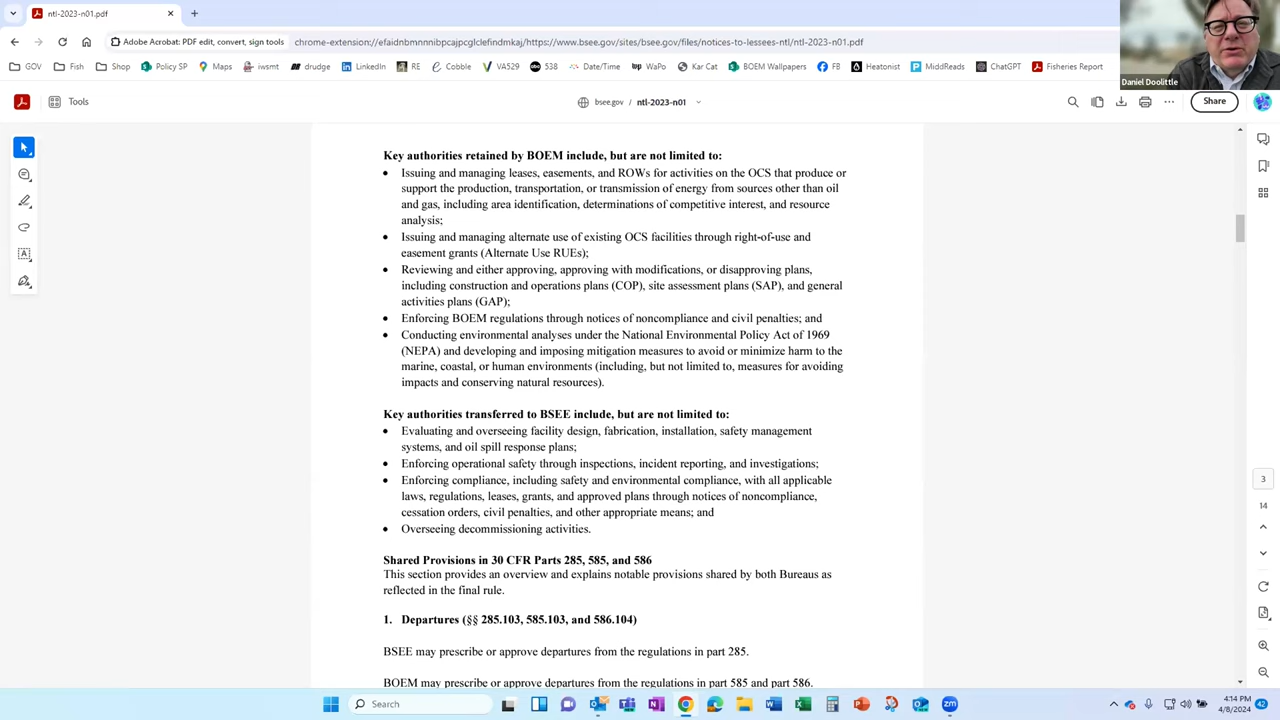 ntl-2023-n01.pdf
Adobe Acrobat: PDF edit, convert, sign tools
chrome-extension://efaidnbmnnnibpcajpcglclefindmkaj/https://www.bsee.gov/sites/bsee.gov/files/notices-to-lessees-ntl/ntl-2023-n01.pdf
GOV Fish Shop Policy SP Maps iwsmt drudge LinkedIn RE Cobble VA529 538 Date/Time WaPo Kar Cat BOEM Wallpapers FB Heatonist MiddReads ChatGPT Fisheries Report
Daniel Doolittle
Tools
bsee.gov / ntl-2023-n01
Share
Key authorities retained by BOEM include, but are not limited to:
• Issuing and managing leases, easements, and ROWs for activities on the OCS that produce or
support the production, transportation, or transmission of energy from sources other than oil
and gas, including area identification, determinations of competitive interest, and resource
analysis;
• Issuing and managing alternate use of existing OCS facilities through right-of-use and
easement grants (Alternate Use RUEs);
• Reviewing and either approving, approving with modifications, or disapproving plans,
including construction and operations plans (COP), site assessment plans (SAP), and general
activities plans (GAP);
• Enforcing BOEM regulations through notices of noncompliance and civil penalties; and
• Conducting environmental analyses under the National Environmental Policy Act of 1969
(NEPA) and developing and imposing mitigation measures to avoid or minimize harm to the
marine, coastal, or human environments (including, but not limited to, measures for avoiding
impacts and conserving natural resources).
Key authorities transferred to BSEE include, but are not limited to:
• Evaluating and overseeing facility design, fabrication, installation, safety management
systems, and oil spill response plans;
• Enforcing operational safety through inspections, incident reporting, and investigations;
• Enforcing compliance, including safety and environmental compliance, with all applicable
laws, regulations, leases, grants, and approved plans through notices of noncompliance,
cessation orders, civil penalties, and other appropriate means; and
• Overseeing decommissioning activities.
Shared Provisions in 30 CFR Parts 285, 585, and 586
This section provides an overview and explains notable provisions shared by both Bureaus as
reflected in the final rule.
1. Departures (§§ 285.103, 585.103, and 586.104)
BSEE may prescribe or approve departures from the regulations in part 285.
BOEM may prescribe or approve departures from the regulations in part 585 and part 586.
3
14
Search
4:14 PM
4/8/2024
42